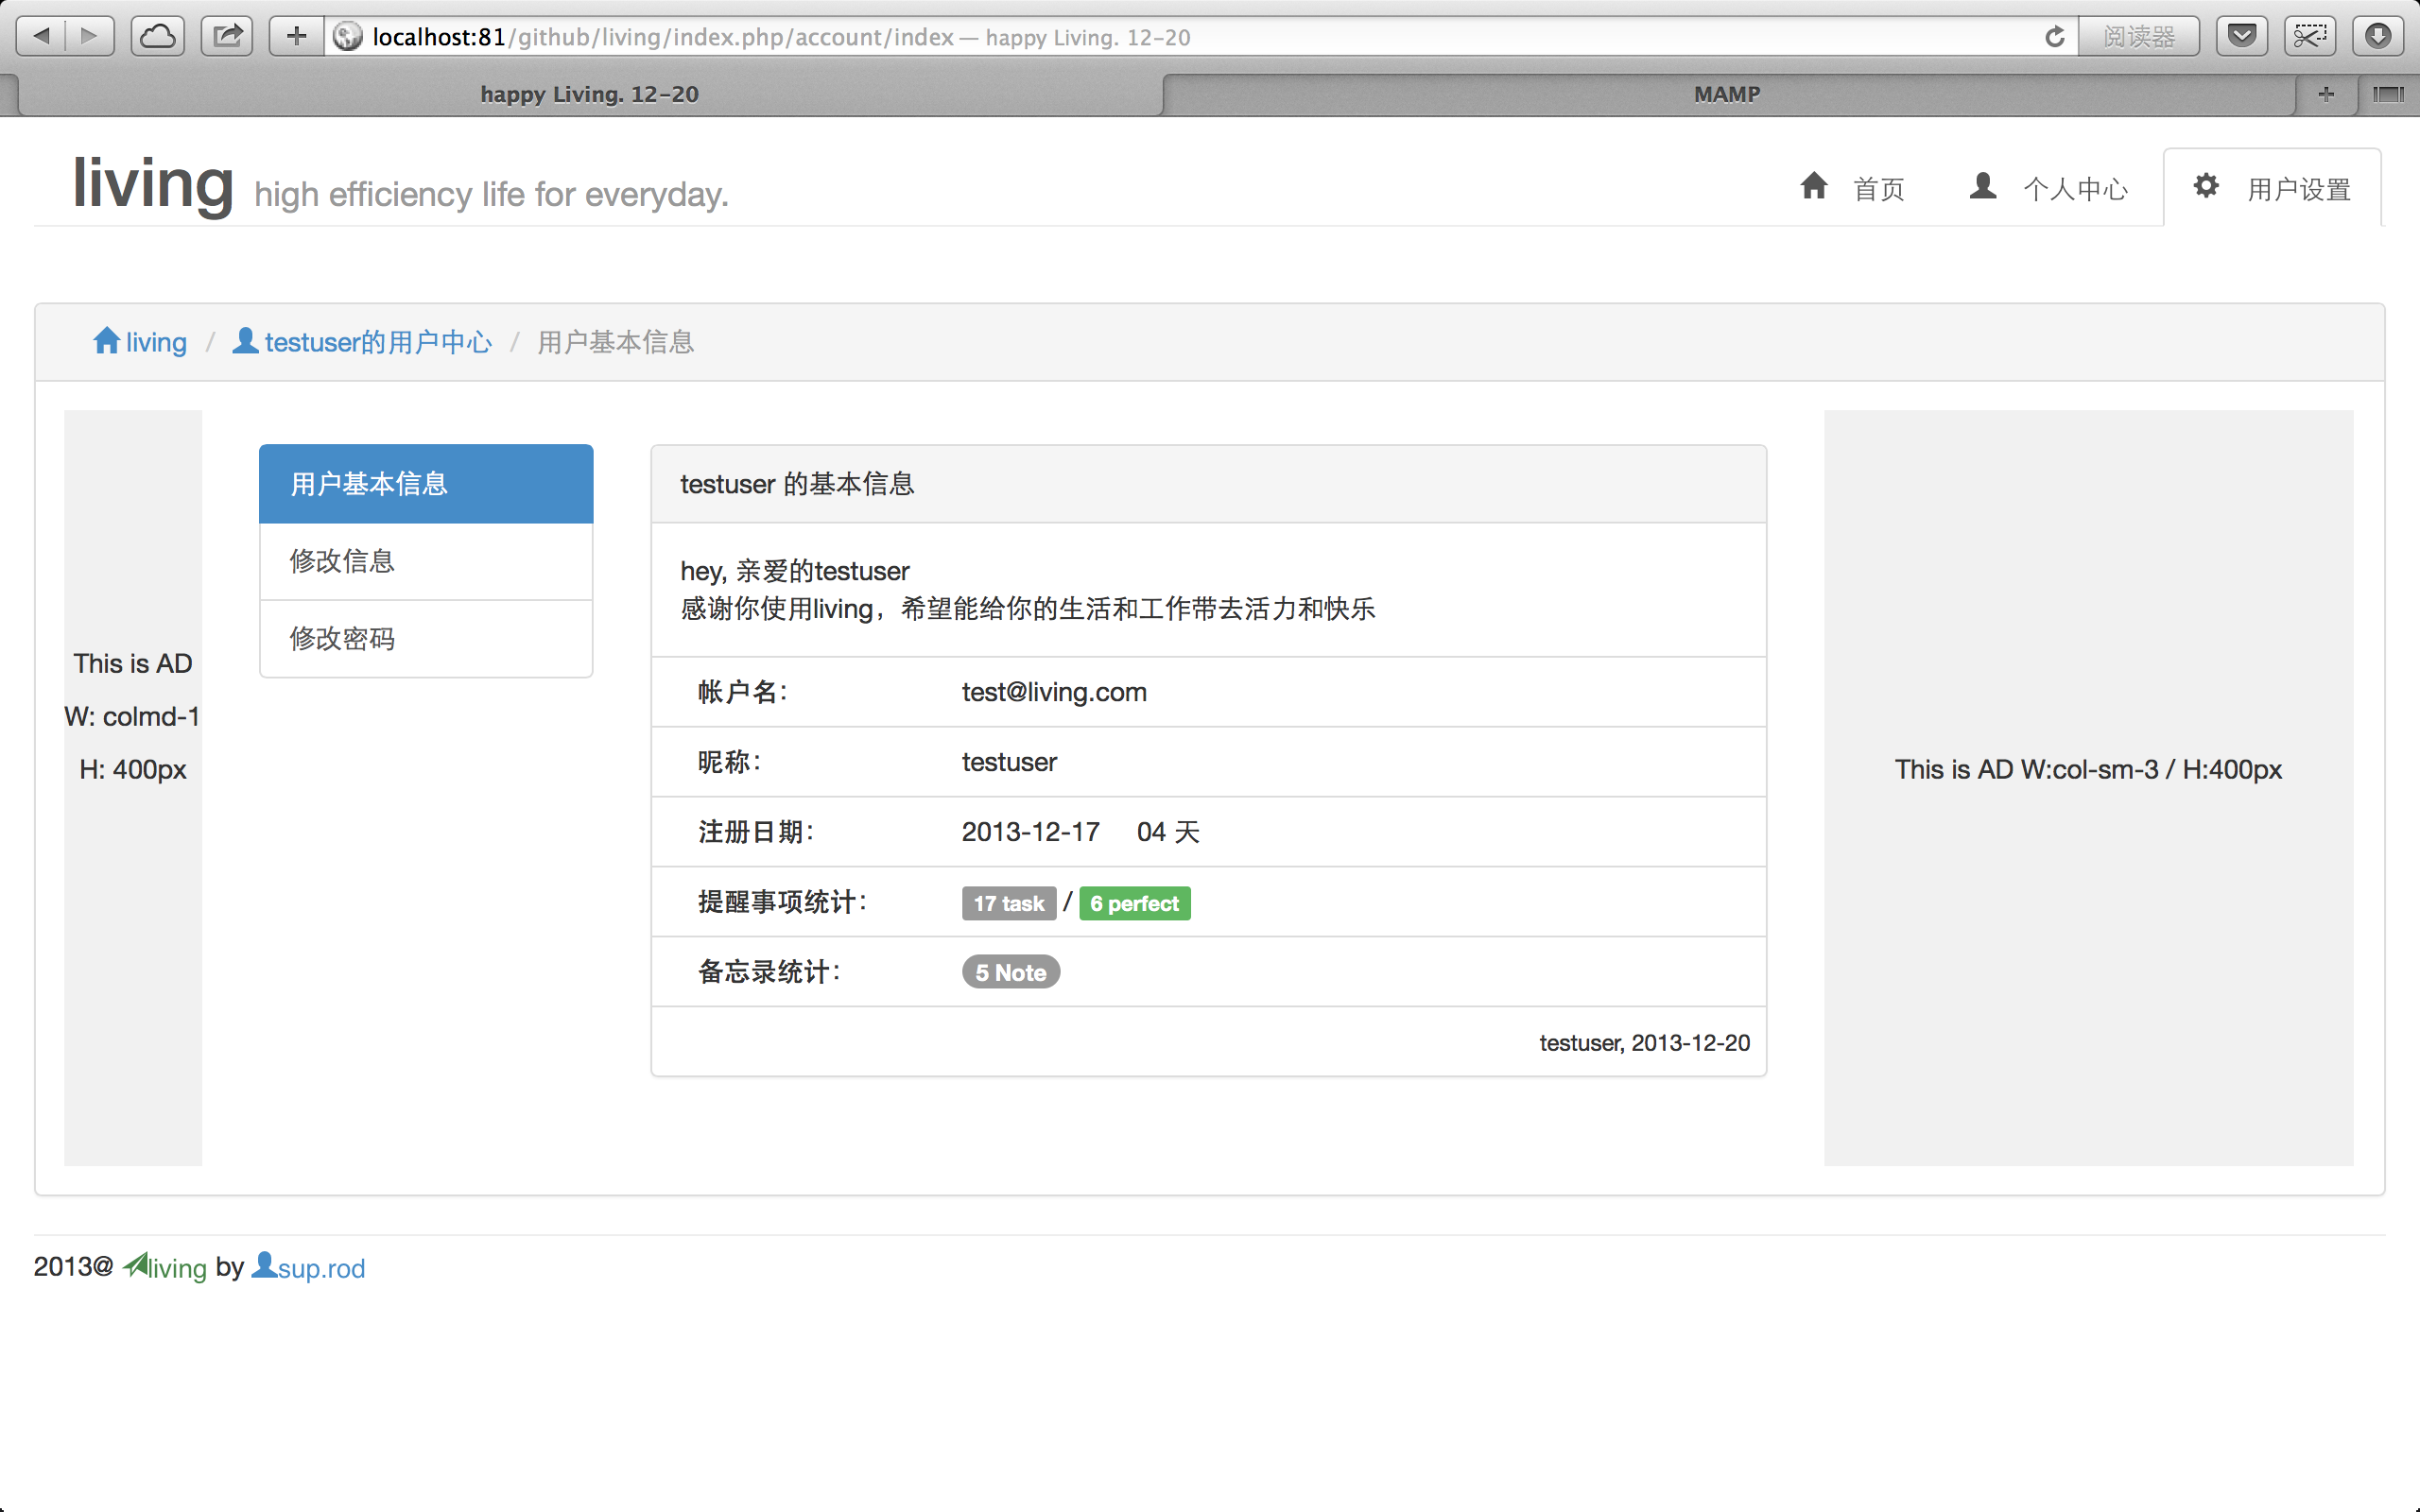 localhost:81/github/living/index.php/account/index — happy Living. 12-20
阅读器
happy Living. 12-20
MAMP
living high efficiency life for everyday.
首页
个人中心
用户设置
living / testuser的用户中心 / 用户基本信息
This is AD
W: colmd-1
H: 400px
用户基本信息
修改信息
修改密码
testuser 的基本信息
hey, 亲爱的testuser
感谢你使用living，希望能给你的生活和工作带去活力和快乐
帐户名： test@living.com
昵称： testuser
注册日期： 2013-12-17 04 天
提醒事项统计： 17 task / 6 perfect
备忘录统计： 5 Note
testuser, 2013-12-20
This is AD W:col-sm-3 / H:400px
2013@ living by sup.rod